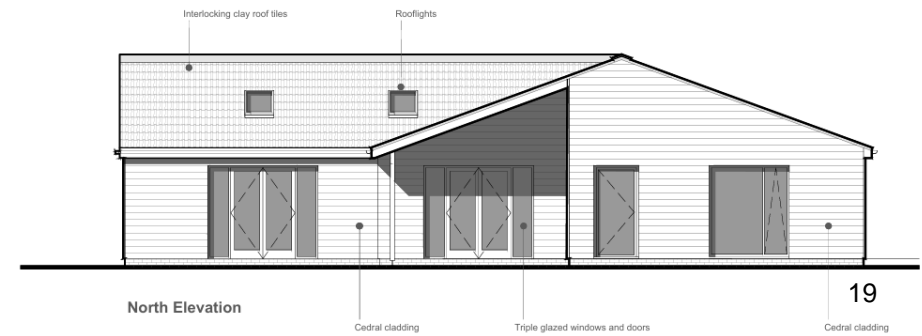 Interlocking clay roof tiles
Rooflights
19
North Elevation
Cedral cladding
Triple glazed windows and doors
Cedral cladding